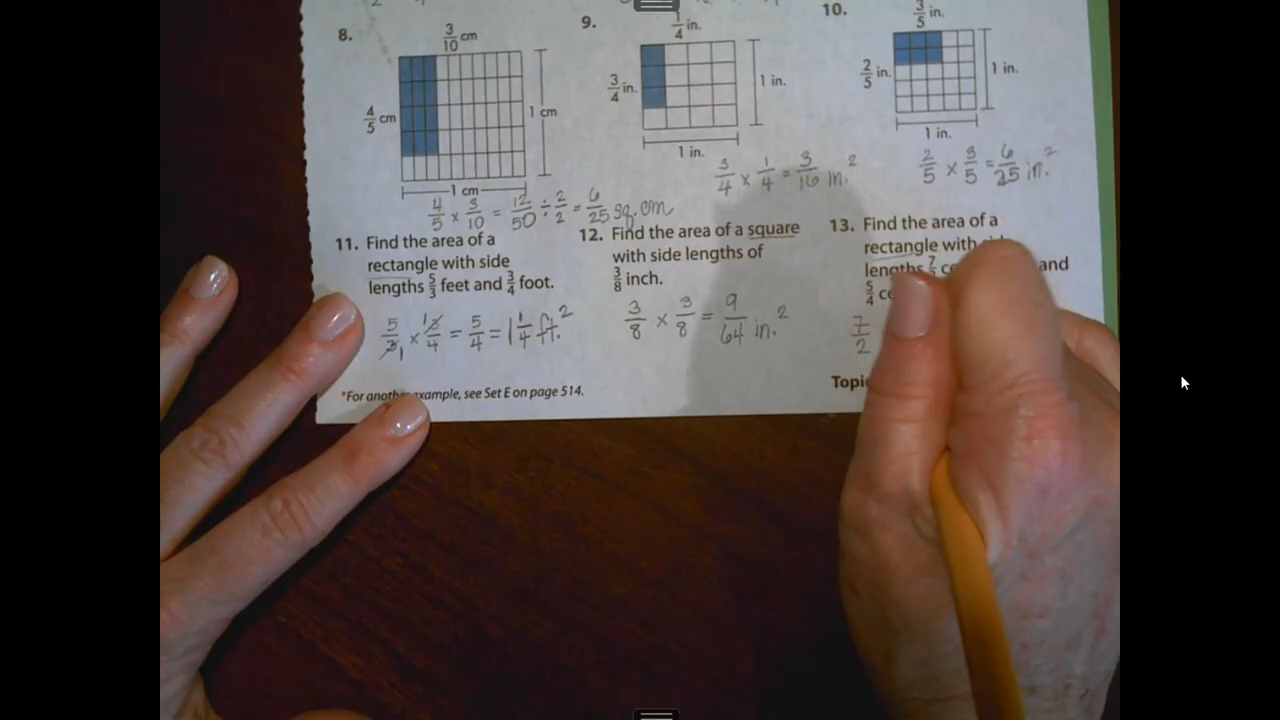 8.
3/10 cm
4/5 cm
1 cm
1 cm
4/5 × 3/10 = 12/50 ÷ 2/2 = 6/25 sq. cm
9.
1/4 in.
3/4 in.
1 in.
1 in.
3/4 × 1/4 = 3/16 in.²
10.
3/5 in.
2/5 in.
1 in.
1 in.
2/5 × 3/5 = 6/25 in.²
11. Find the area of a
rectangle with side
lengths 5/3 feet and 3/4 foot.
5/3 1 × 1 3/4 = 5/4 = 1 1/4 ft.²
12. Find the area of a square
with side lengths of
3/8 inch.
3/8 × 3/8 = 9/64 in.²
13. Find the area of a
rectangle with
lengths and
5/4
7/2
*For another example, see Set E on page 514.